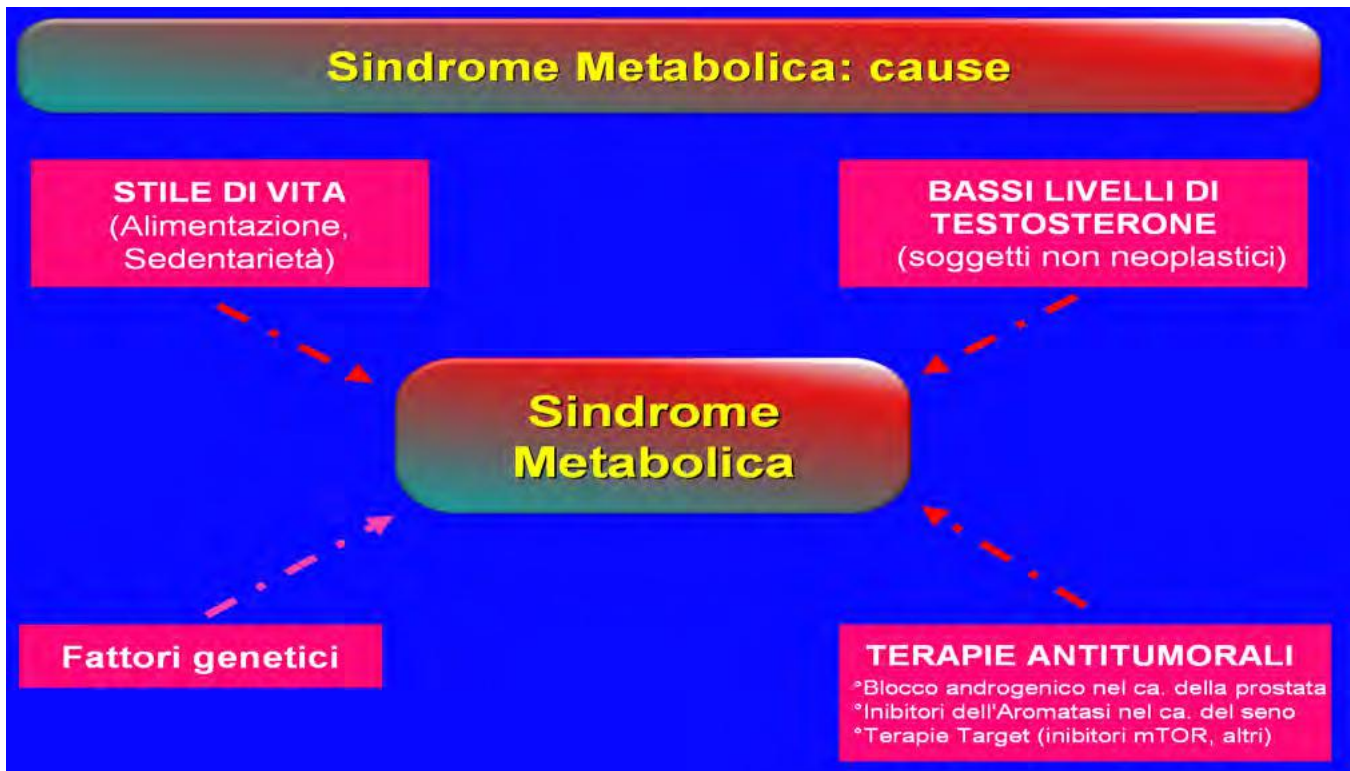 Sindrome Metabolica: cause
STILE DI VITA
(Alimentazione,
Sedentarietà)
BASSI LIVELLI DI
TESTOSTERONE
(soggetti non neoplastici)
Sindrome
Metabolica
Fattori genetici
TERAPIE ANTITUMORALI
°Blocco androgenico nel ca. della prostata
°Inibitori dell'Aromatasi nel ca. del seno
°Terapie Target (inibitori mTOR, altri)